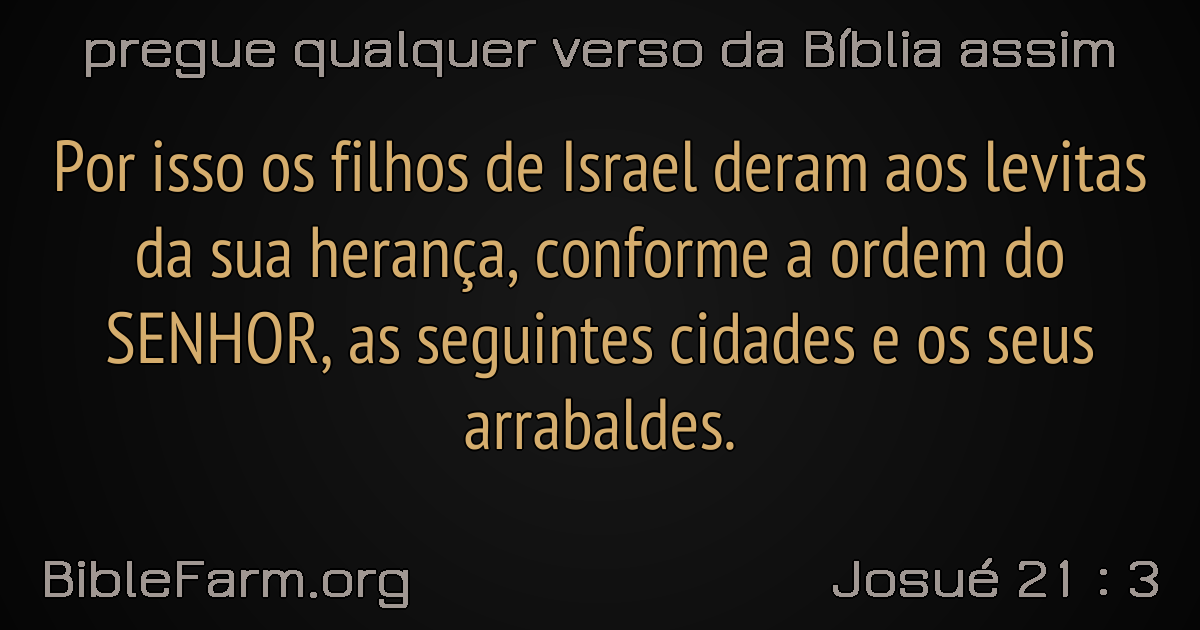 pregue qualquer verso da Bíblia assim
Por isso os filhos de Israel deram aos levitas
da sua herança, conforme a ordem do
SENHOR, as seguintes cidades e os seus
arrabaldes.
BibleFarm.org
Josué 21 : 3